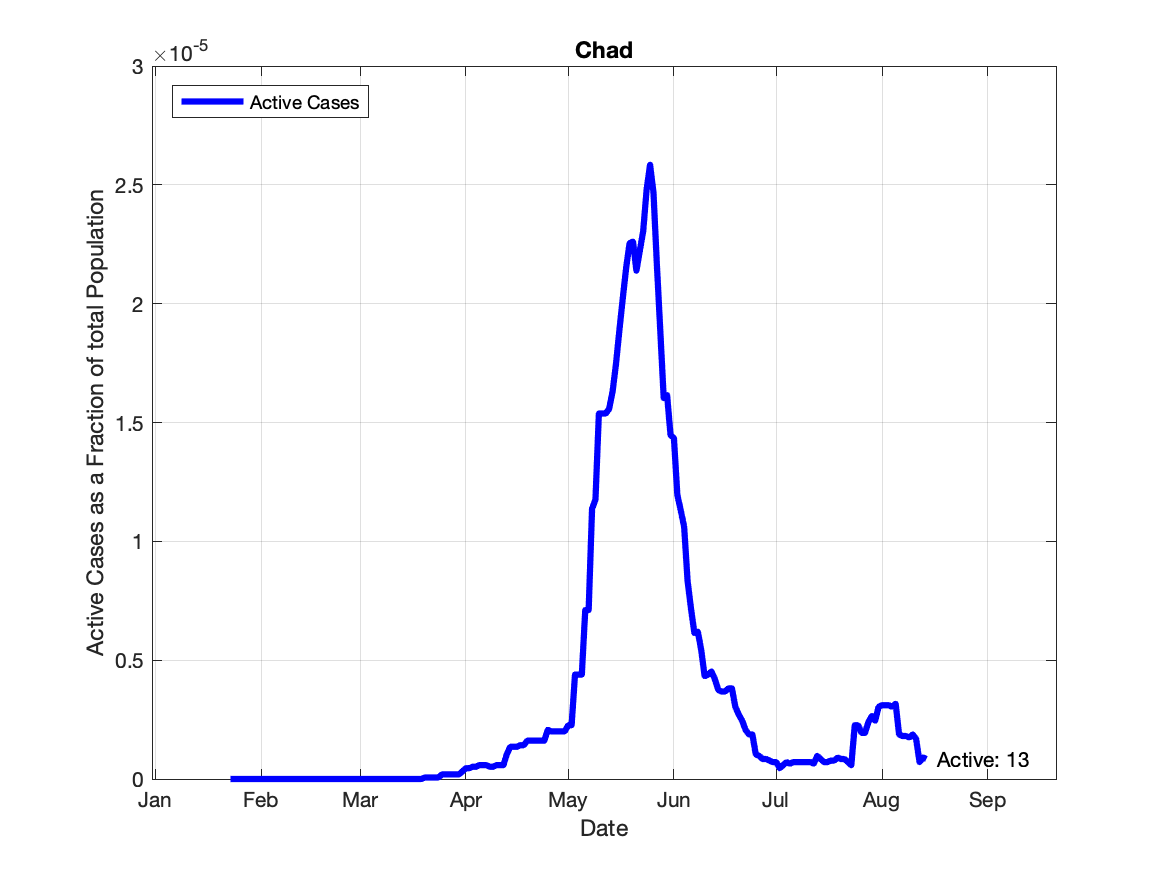 Chad
×10-5
3
2.5
2
1.5
1
0.5
0
Active Cases as a Fraction of total Population
Active Cases
Active: 13
Jan Feb Mar Apr May Jun Jul Aug Sep
Date